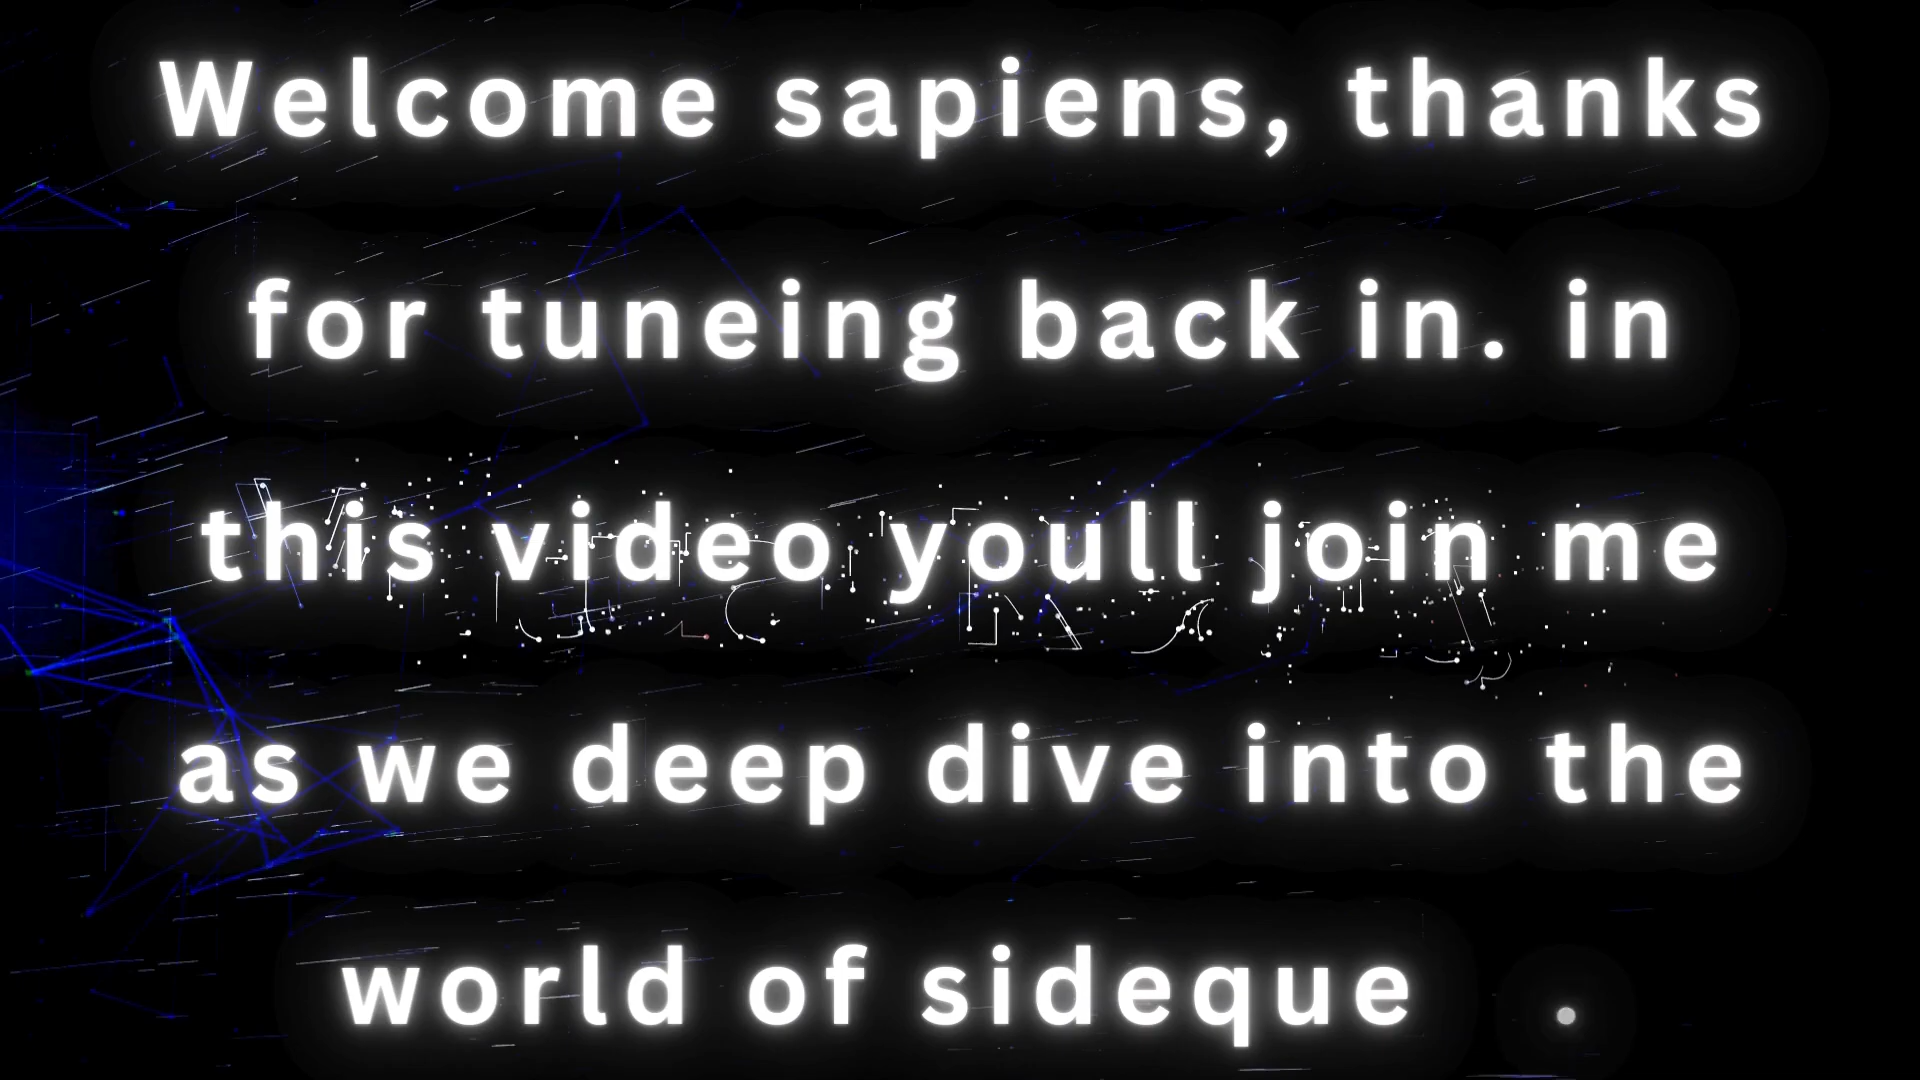 Welcome sapiens, thanks
for tuneing back in. in
this video youll join me
as we deep dive into the
world of sideque .